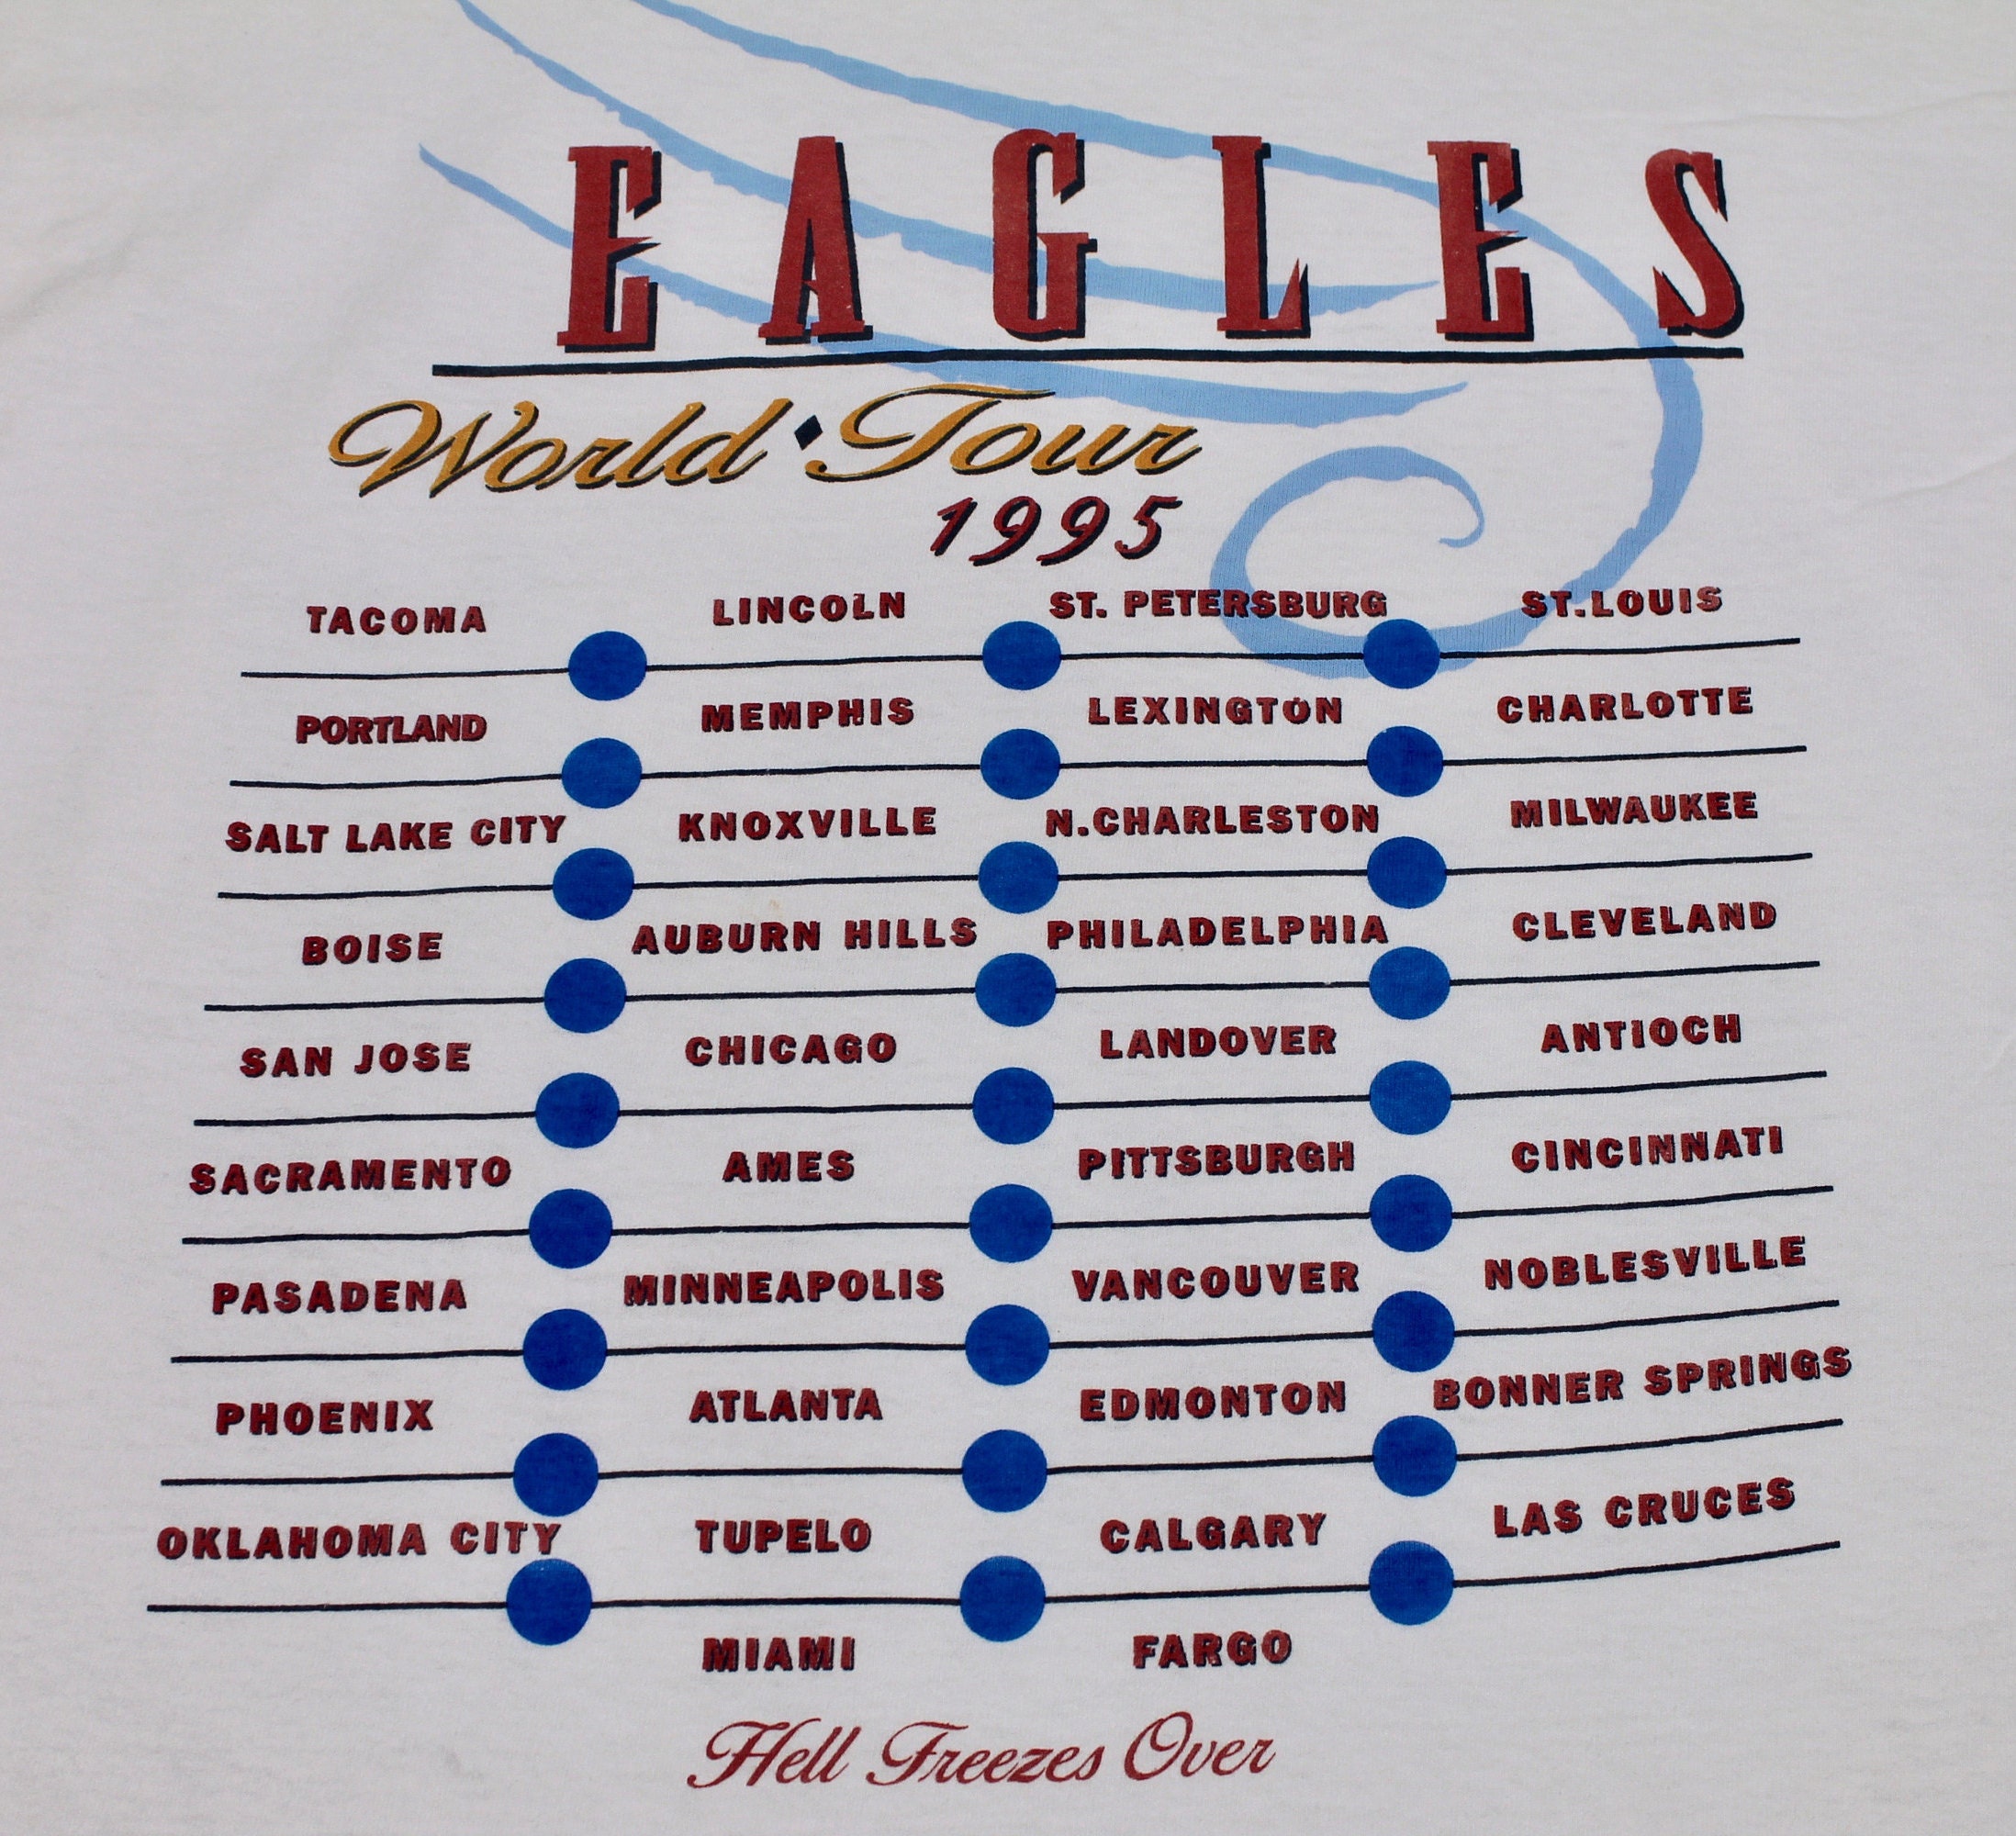 EAGLES
World Tour
1995
TACOMA LINCOLN ST. PETERSBURG ST.LOUIS
PORTLAND MEMPHIS LEXINGTON CHARLOTTE
SALT LAKE CITY KNOXVILLE N.CHARLESTON MILWAUKEE
BOISE AUBURN HILLS PHILADELPHIA CLEVELAND
SAN JOSE CHICAGO LANDOVER ANTIOCH
SACRAMENTO AMES PITTSBURGH CINCINNATI
PASADENA MINNEAPOLIS VANCOUVER NOBLESVILLE
PHOENIX ATLANTA EDMONTON BONNER SPRINGS
OKLAHOMA CITY TUPELO CALGARY LAS CRUCES
MIAMI FARGO
Hell Freezes Over